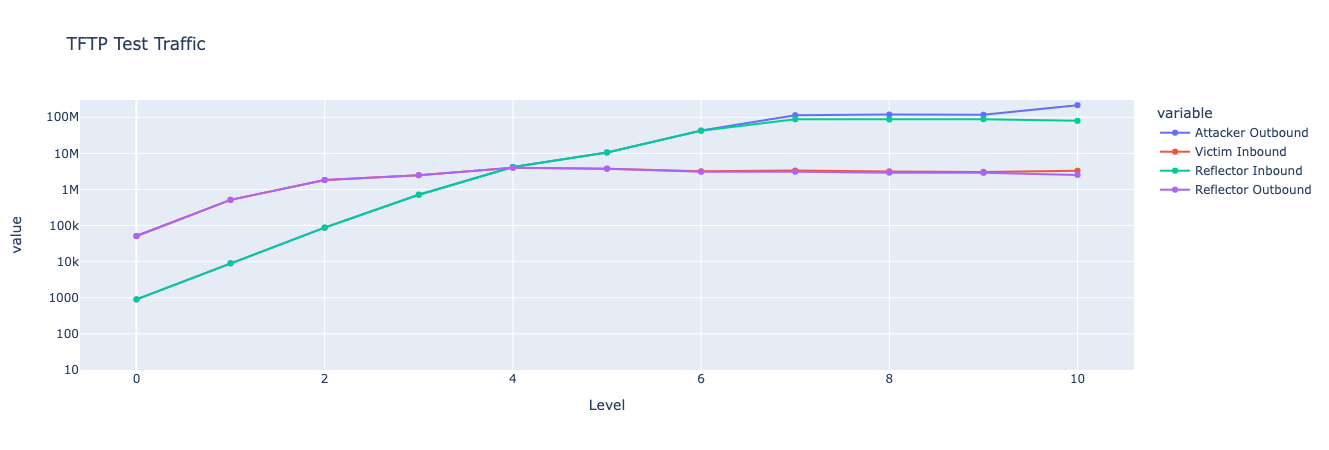 TFTP Test Traffic
variable
Attacker Outbound
Victim Inbound
Reflector Inbound
Reflector Outbound
value
100M
10M
1M
100k
10k
1000
100
10
0 2 4 6 8 10
Level